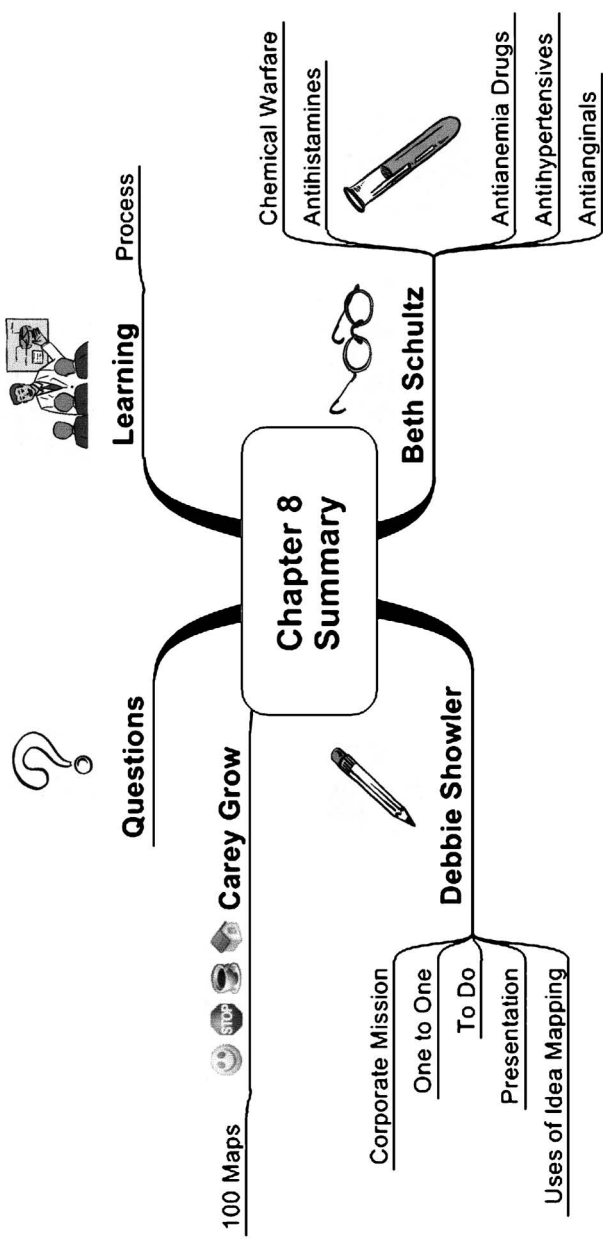 Chapter 8
Summary
Learning
Process
Beth Schultz
Chemical Warfare
Antihistamines
Antianemia Drugs
Antihypertensives
Antianginals
Debbie Showler
Corporate Mission
One to One
To Do
Presentation
Uses of Idea Mapping
STOP
Carey Grow
100 Maps
Questions